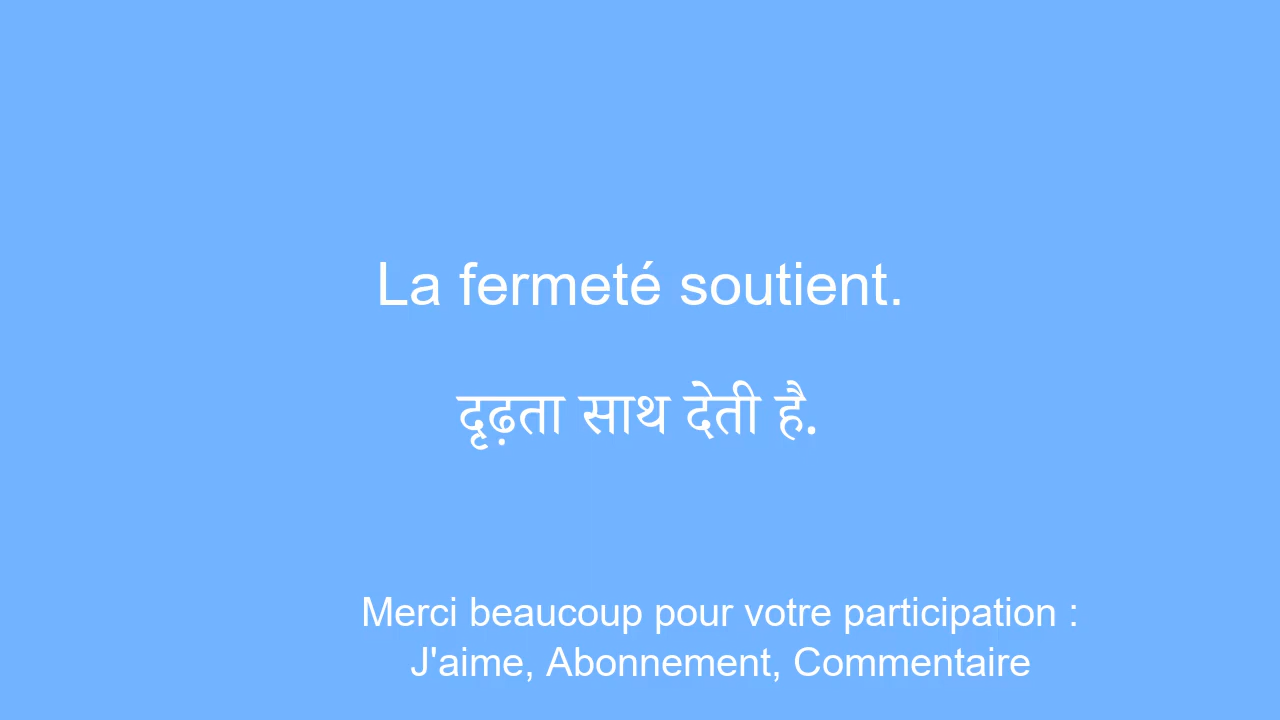 La fermeté soutient.
दृढ़ता साथ देती है.
Merci beaucoup pour votre participation :
J'aime, Abonnement, Commentaire